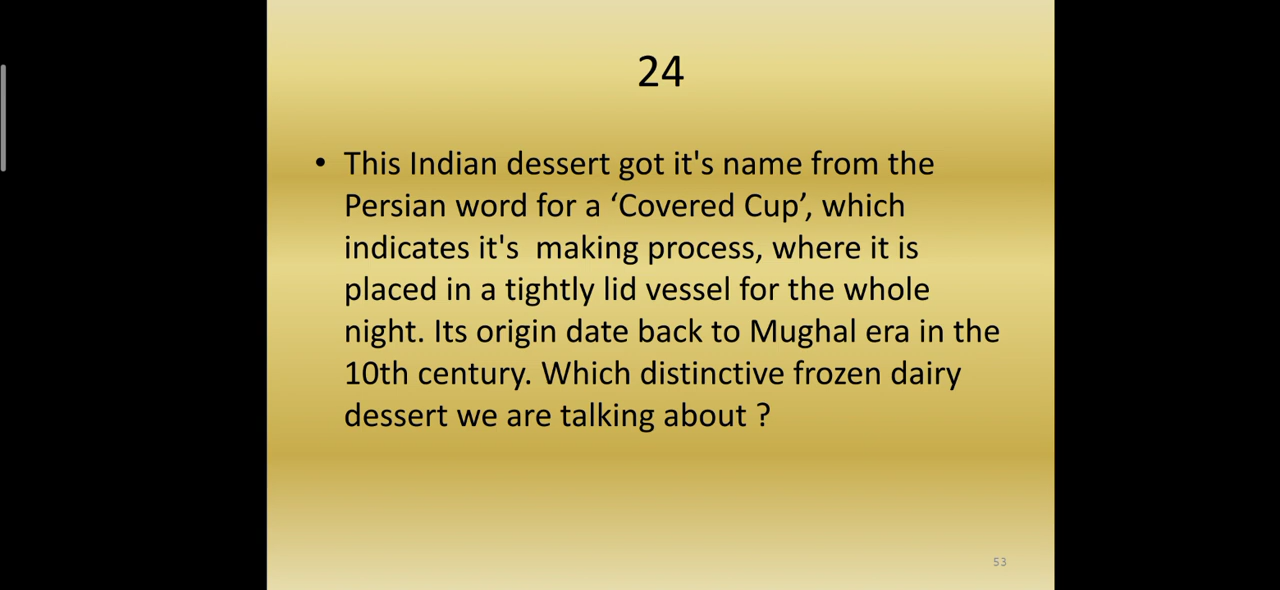 24
• This Indian dessert got it's name from the
Persian word for a ‘Covered Cup’, which
indicates it's  making process, where it is
placed in a tightly lid vessel for the whole
night. Its origin date back to Mughal era in the
10th century. Which distinctive frozen dairy
dessert we are talking about ?
53